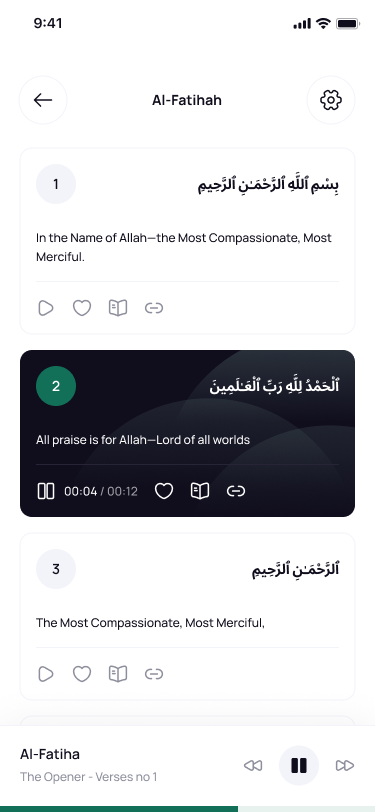 9:41
Al-Fatihah
1
بِسْمِ ٱللَّهِ ٱلرَّحْمَـٰنِ ٱلرَّحِيمِ
In the Name of Allah—the Most Compassionate, Most
Merciful.
2
ٱلْحَمْدُ لِلَّهِ رَبِّ ٱلْعَـٰلَمِينَ
All praise is for Allah—Lord of all worlds
00:04 / 00:12
3
ٱلرَّحْمَـٰنِ ٱلرَّحِيمِ
The Most Compassionate, Most Merciful,
Al-Fatiha
The Opener - Verses no 1